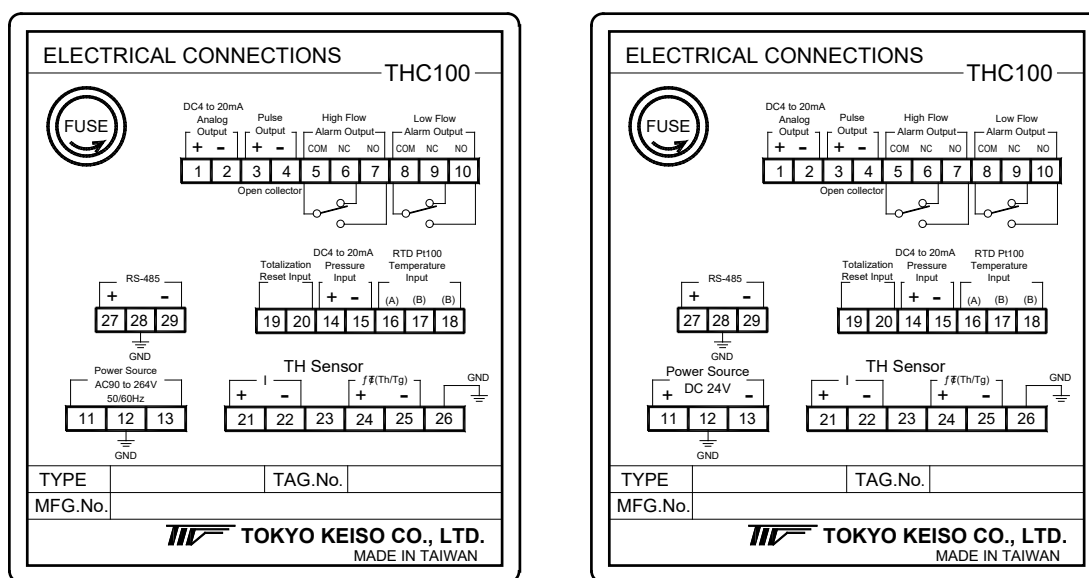 ELECTRICAL CONNECTIONS
THC100
FUSE
DC4 to 20mA
Analog
Output
Pulse
Output
High Flow
Alarm Output
Low Flow
Alarm Output
+ - + - COM NC NO COM NC NO
1 2 3 4 5 6 7 8 9 10
Open collector
RS-485
+ -
27 28 29
GND
Totalization
Reset Input
DC4 to 20mA
Pressure
Input
RTD Pt100
Temperature
Input
+ - (A) (B) (B)
19 20 14 15 16 17 18
Power Source
AC90 to 264V
50/60Hz
11 12 13
GND
TH Sensor
I
(Th/Tg)
GND
+ - + -
21 22 23 24 25 26
TYPE TAG.No.
MFG.No.
TOKYO KEISO CO., LTD.
MADE IN TAIWAN
ELECTRICAL CONNECTIONS
THC100
FUSE
DC4 to 20mA
Analog
Output
Pulse
Output
High Flow
Alarm Output
Low Flow
Alarm Output
+ - + - COM NC NO COM NC NO
1 2 3 4 5 6 7 8 9 10
Open collector
RS-485
+ -
27 28 29
GND
Totalization
Reset Input
DC4 to 20mA
Pressure
Input
RTD Pt100
Temperature
Input
+ - (A) (B) (B)
19 20 14 15 16 17 18
Power Source
DC 24V
+ -
11 12 13
GND
TH Sensor
I
(Th/Tg)
GND
+ - + -
21 22 23 24 25 26
TYPE TAG.No.
MFG.No.
TOKYO KEISO CO., LTD.
MADE IN TAIWAN